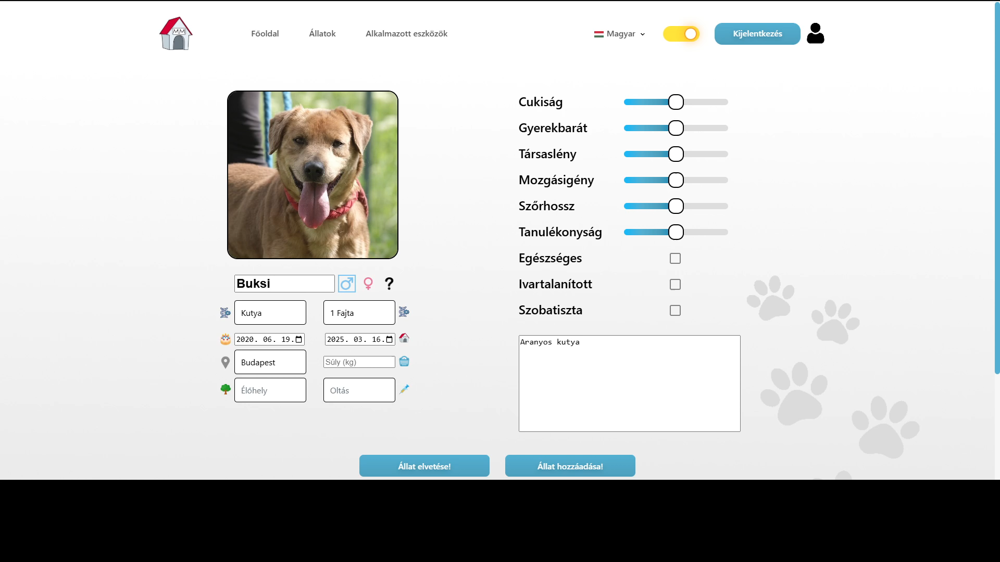 MM
Főoldal
Állatok
Alkalmazott eszközök
Magyar
Kijelentkezés
Cukiság
Gyerekbarát
Társaslény
Mozgásigény
Szőrhossz
Tanulékonyság
Egészséges
Ivartalanított
Szobatiszta
Buksi
?
Kutya
1 Fajta
2020. 06. 19.
2025. 03. 16.
Budapest
Súly (kg)
Élőhely
Oltás
Aranyos kutya
Állat elvetése!
Állat hozzáadása!